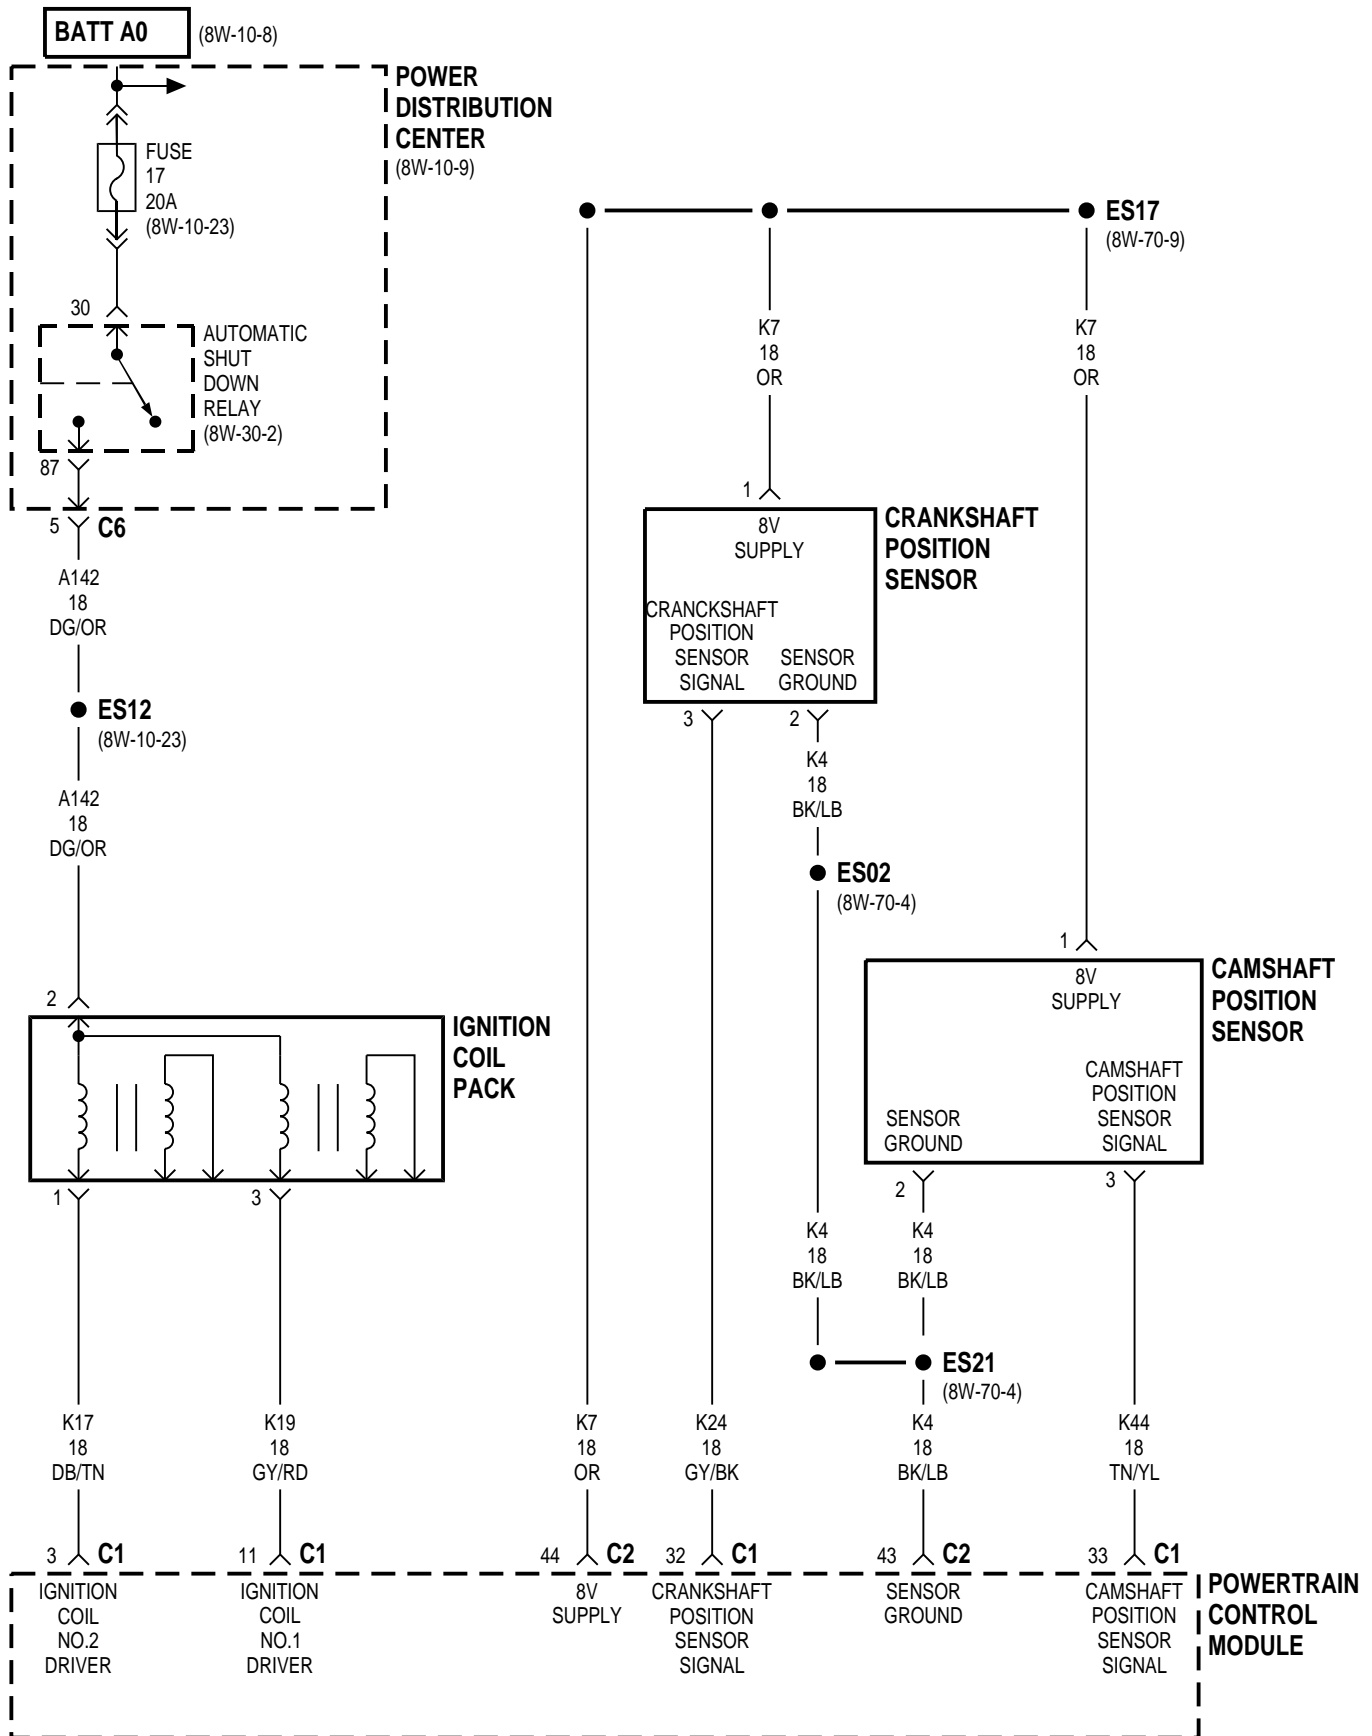 BATT A0
(8W-10-8)
POWER
DISTRIBUTION
CENTER
(8W-10-9)
FUSE
17
20A
(8W-10-23)
30
AUTOMATIC
SHUT
DOWN
RELAY
(8W-30-2)
87
5
C6
A142
18
DG/OR
ES12
(8W-10-23)
A142
18
DG/OR
2
IGNITION
COIL
PACK
1
3
K17
18
DB/TN
K19
18
GY/RD
ES17
(8W-70-9)
K7
18
OR
K7
18
OR
1
8V
SUPPLY
CRANKSHAFT
POSITION
SENSOR
CRANCKSHAFT
POSITION
SENSOR
SIGNAL
SENSOR
GROUND
3
2
K4
18
BK/LB
ES02
(8W-70-4)
1
8V
SUPPLY
CAMSHAFT
POSITION
SENSOR
SENSOR
GROUND
CAMSHAFT
POSITION
SENSOR
SIGNAL
2
3
K4
18
BK/LB
K4
18
BK/LB
ES21
(8W-70-4)
K7
18
OR
K24
18
GY/BK
K4
18
BK/LB
K44
18
TN/YL
3
C1
11
C1
44
C2
32
C1
43
C2
33
C1
IGNITION
COIL
NO.2
DRIVER
IGNITION
COIL
NO.1
DRIVER
8V
SUPPLY
CRANKSHAFT
POSITION
SENSOR
SIGNAL
SENSOR
GROUND
CAMSHAFT
POSITION
SENSOR
SIGNAL
POWERTRAIN
CONTROL
MODULE